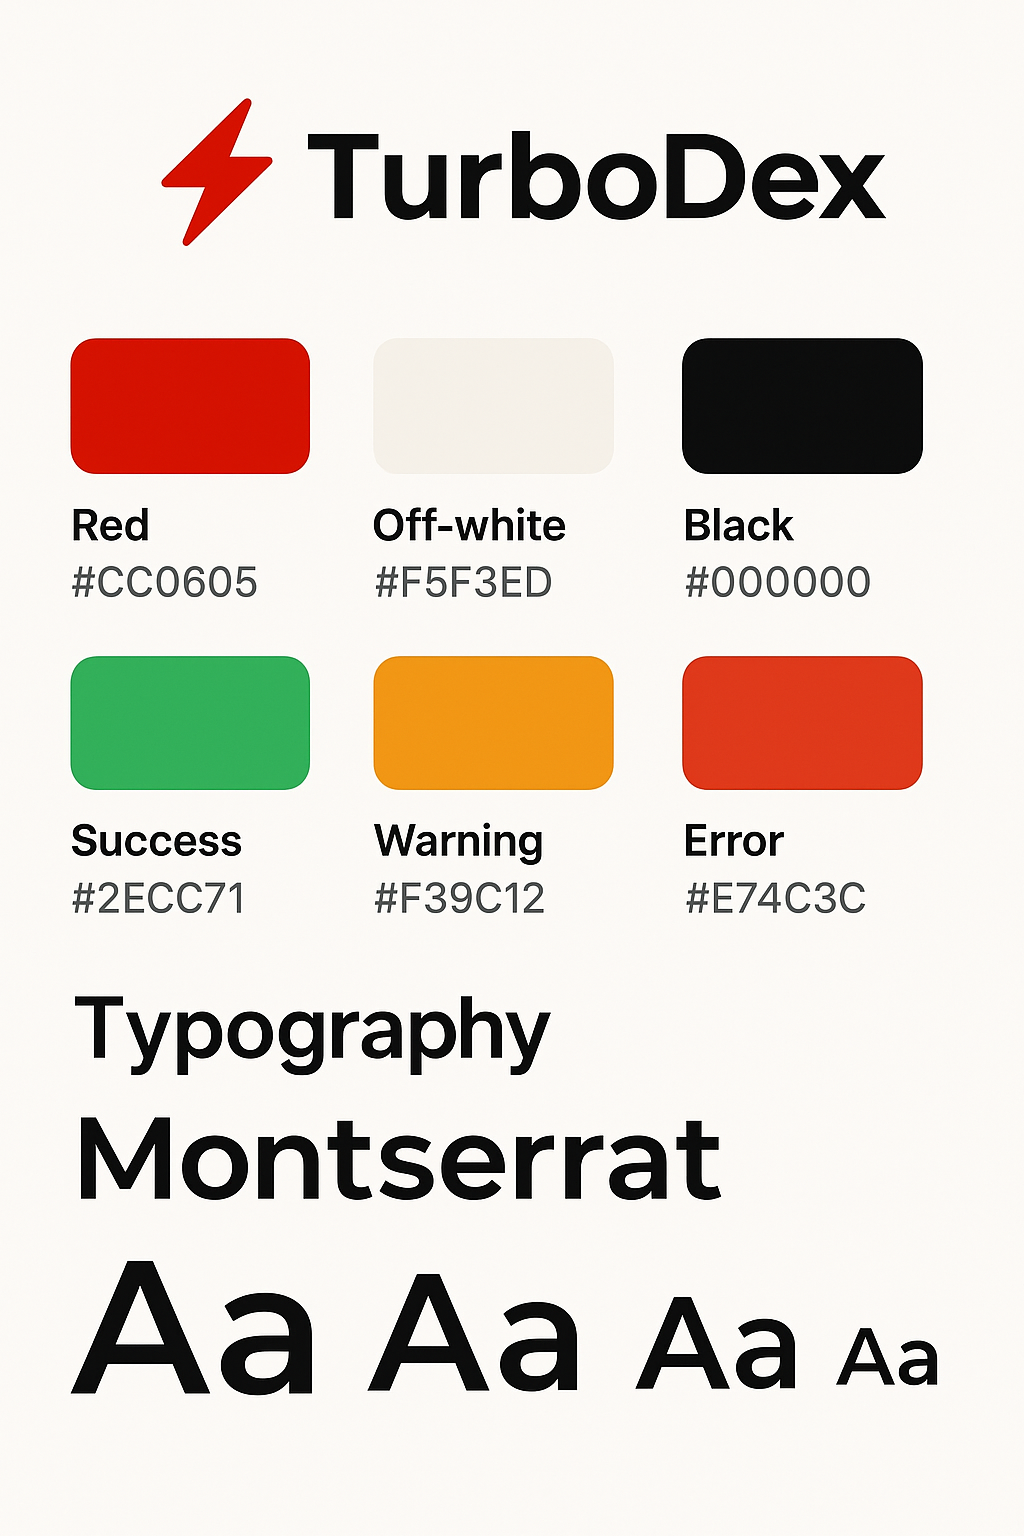 TurboDex
Red Off-white Black
#CC0605 #F5F3ED #000000
Success Warning Error
#2ECC71 #F39C12 #E74C3C
Typography
Montserrat
Aa Aa Aa Aa